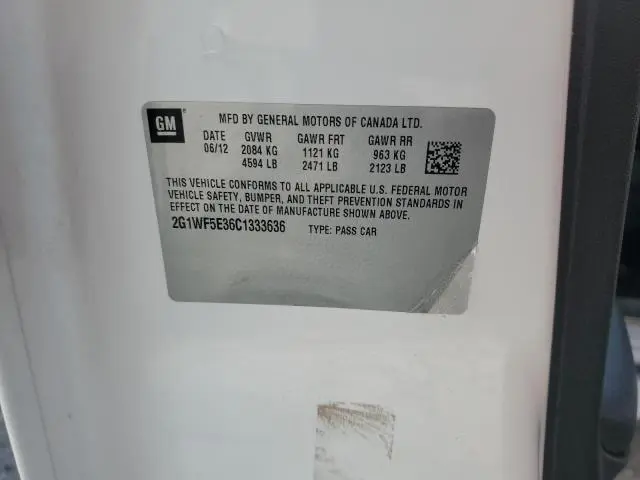 GM
MFD BY GENERAL MOTORS OF CANADA LTD.
DATE GVWR GAWR FRT GAWR RR
06/12 2084 KG 1121 KG 963 KG
4594 LB 2471 LB 2123 LB
THIS VEHICLE CONFORMS TO ALL APPLICABLE U.S. FEDERAL MOTOR
VEHICLE SAFETY, BUMPER, AND THEFT PREVENTION STANDARDS IN
EFFECT ON THE DATE OF MANUFACTURE SHOWN ABOVE.
2G1WF5E36C1333636 TYPE: PASS CAR